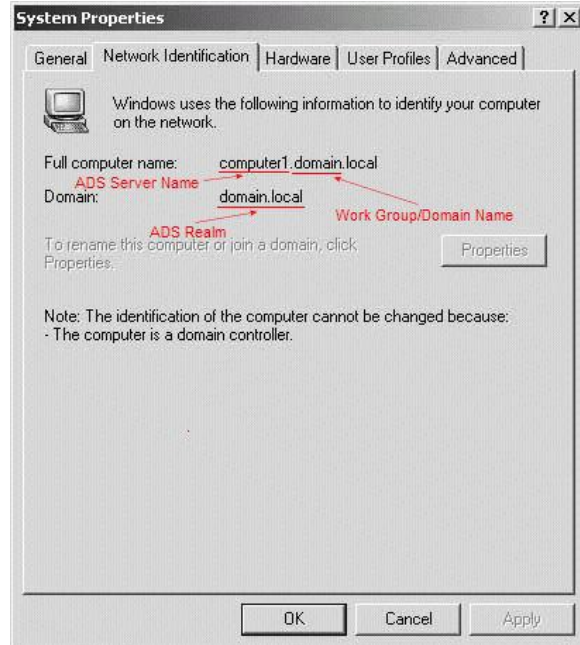 System Properties
General Network Identification Hardware User Profiles Advanced
Windows uses the following information to identify your computer
on the network.
Full computer name: computer1.domain.local
ADS Server Name
Domain: domain.local
Work Group/Domain Name
ADS Realm
To rename this computer or join a domain, click
Properties.
Properties
Note: The identification of the computer cannot be changed because:
- The computer is a domain controller.
OK Cancel Apply